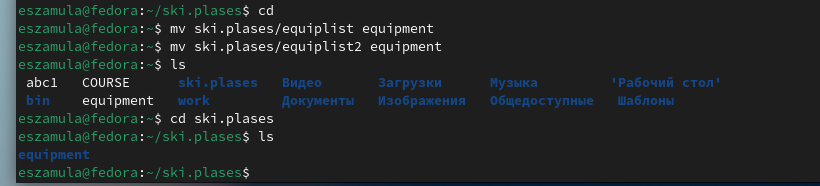 eszamula@fedora:~/ski.plases$ cd
eszamula@fedora:~$ mv ski.plases/equiplist equipment
eszamula@fedora:~$ mv ski.plases/equiplist2 equipment
eszamula@fedora:~$ ls
abc1 COURSE ski.plases Видео Загрузки Музыка 'Рабочий стол'
bin equipment work Документы Изображения Общедоступные Шаблоны
eszamula@fedora:~$ cd ski.plases
eszamula@fedora:~/ski.plases$ ls
equipment
eszamula@fedora:~/ski.plases$